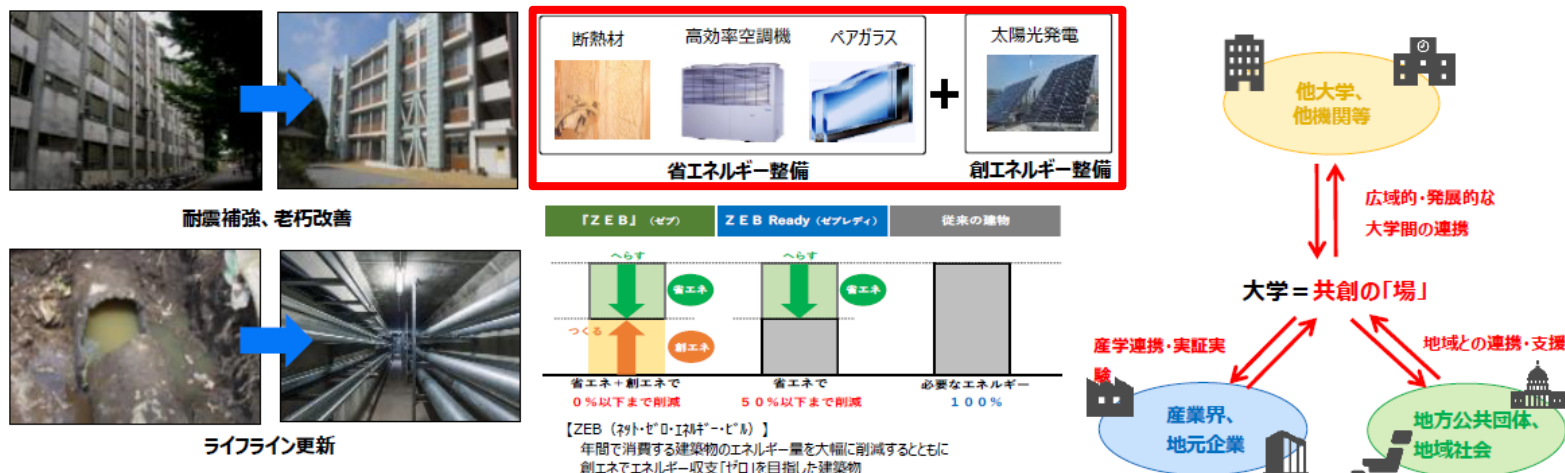 耐震補強、老朽改善
ライフライン更新
断熱材
高効率空調機
ペアガラス
太陽光発電
+
省エネルギー整備
創エネルギー整備
『ZEB』(ゼブ)
ZEB Ready(ゼブレディ)
従来の建物
へらす
省エネ
つくる
創エネ
へらす
省エネ
省エネ+創エネで
0%以下まで削減
省エネで
50%以下まで削減
必要なエネルギー
100%
【ZEB(ネット・ゼロ・エネルギー・ビル)】
年間で消費する建築物のエネルギー量を大幅に削減するとともに
創エネでエネルギー収支「ゼロ」を目指した建築物
他大学、
他機関等
広域的・発展的な
大学間の連携
大学=共創の「場」
産学連携・実証実
験
地域との連携・支援
産業界、
地元企業
地方公共団体、
地域社会